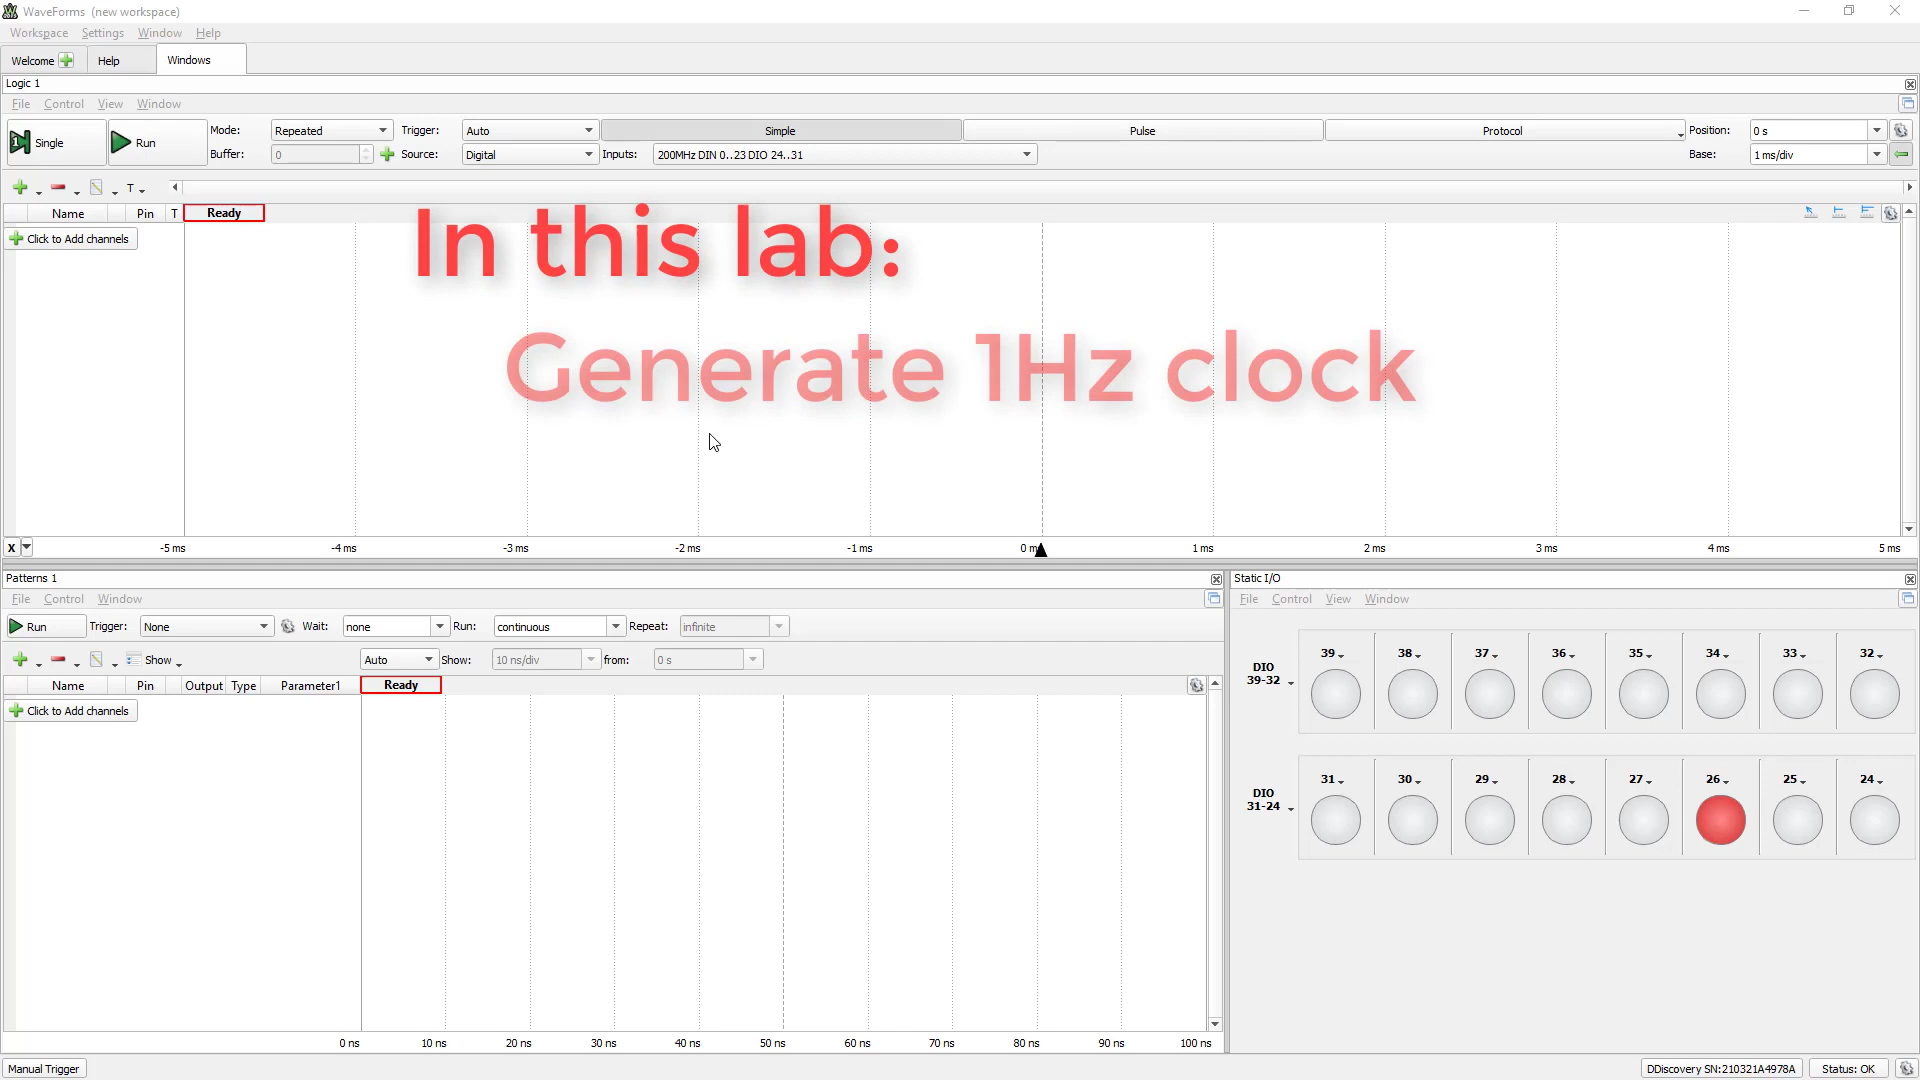 WaveForms (new workspace)
Workspace Settings Window Help
Welcome Help Windows
Logic 1
File Control View Window
Single Run Mode: Repeated Trigger: Auto Simple Pulse Protocol Position: 0 s
Buffer: 0 Source: Digital Inputs: 200MHz DIN 0..23 DIO 24..31 Base: 1 ms/div
T
Name Pin T Ready
Click to Add channels
In this lab:
Generate 1Hz clock
X -5 ms -4 ms -3 ms -2 ms -1 ms 0 m 1 ms 2 ms 3 ms 4 ms 5 ms
Patterns 1
File Control Window
Run Trigger: None Wait: none Run: continuous Repeat: infinite
Show Auto Show: 10 ns/div from: 0 s
Name Pin Output Type Parameter1 Ready
Click to Add channels
0 ns 10 ns 20 ns 30 ns 40 ns 50 ns 60 ns 70 ns 80 ns 90 ns 100 ns
Static I/O
File Control View Window
39 38 37 36 35 34 33 32
DIO
39-32
31 30 29 28 27 26 25 24
DIO
31-24
Manual Trigger DDiscovery SN:210321A4978A Status: OK